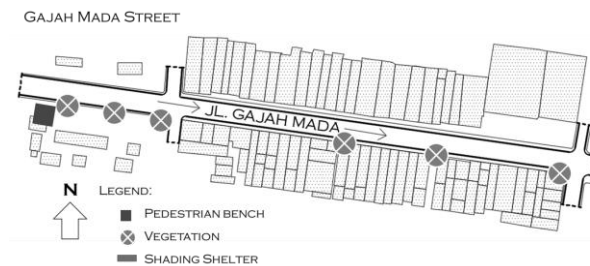 GAJAH MADA STREET
JL. GAJAH MADA
N
LEGEND:
PEDESTRIAN BENCH
VEGETATION
SHADING SHELTER